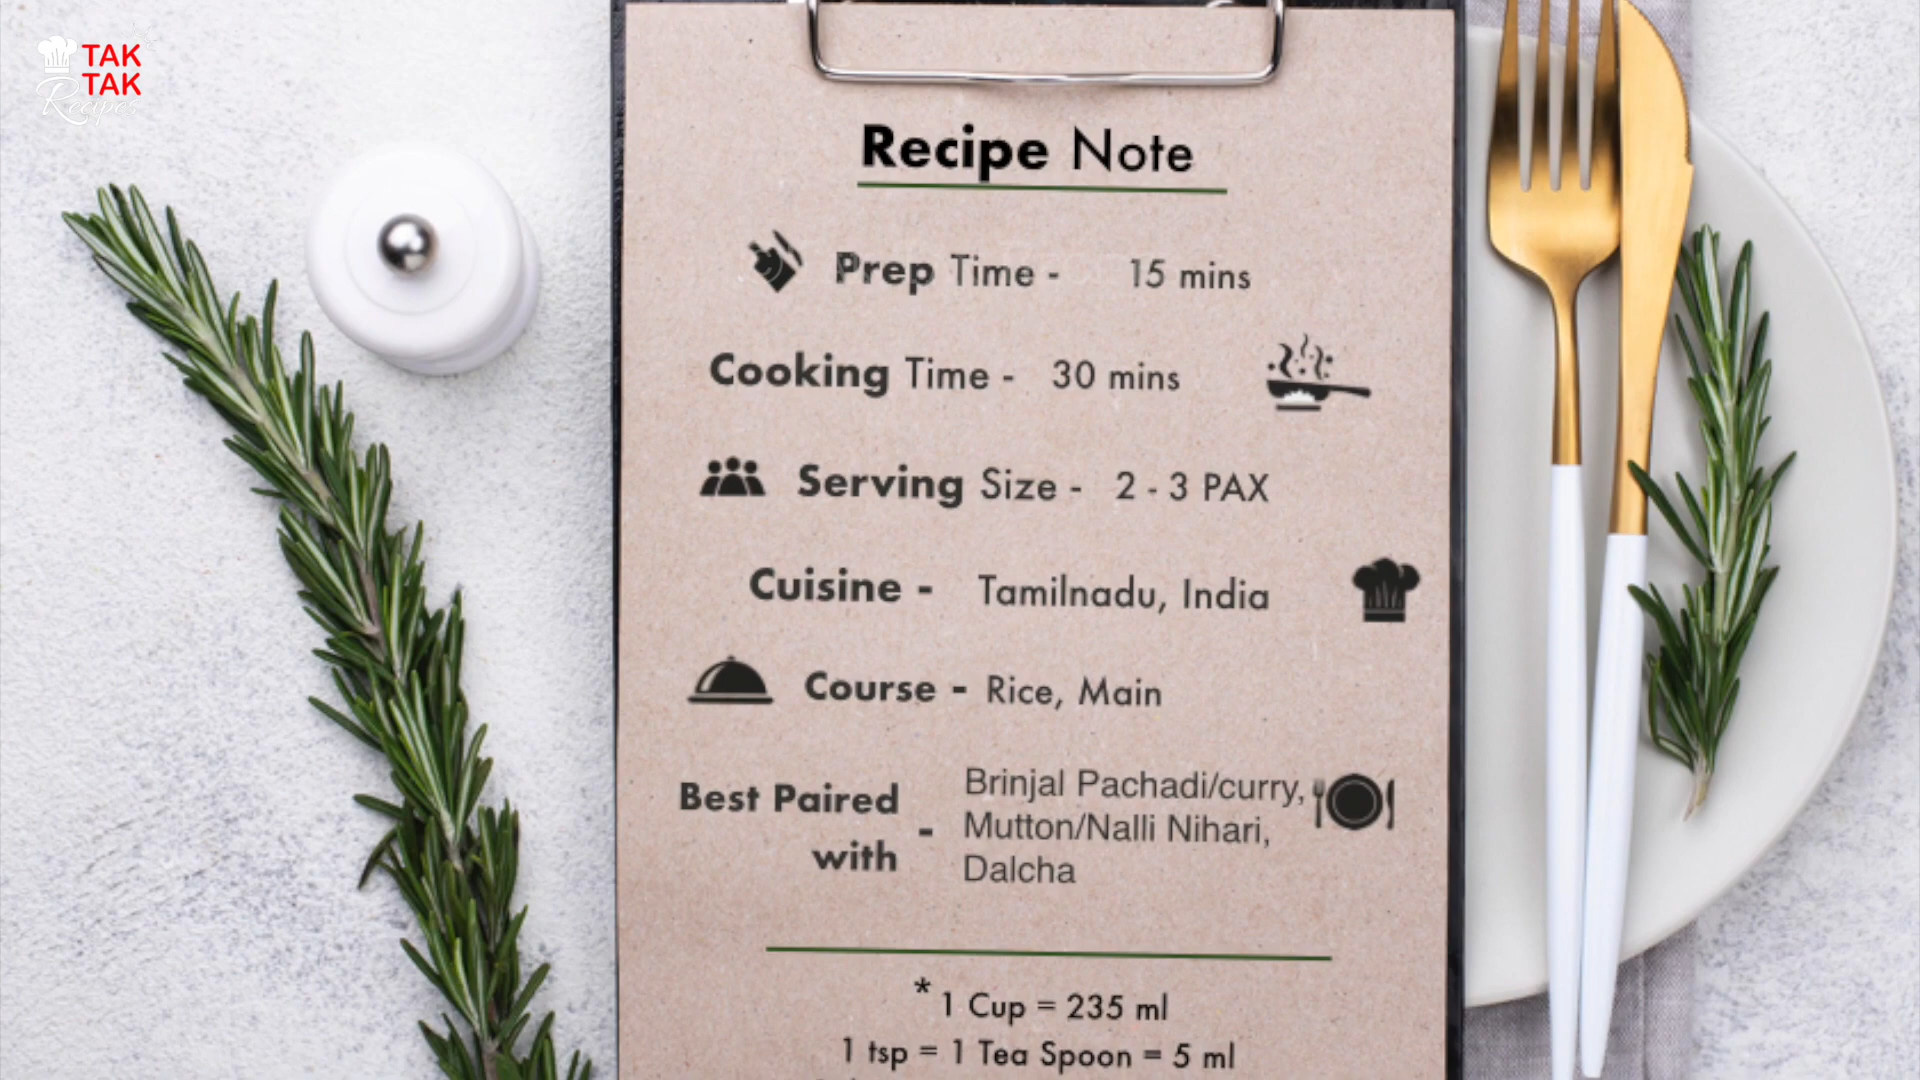 TAK
TAK
Recipes
Recipe Note
Prep Time - 15 mins
Cooking Time - 30 mins
Serving Size - 2 - 3 PAX
Cuisine - Tamilnadu, India
Course - Rice, Main
Best Paired with - Brinjal Pachadi/curry,
Mutton/Nalli Nihari,
Dalcha
* 1 Cup = 235 ml
1 tsp = 1 Tea Spoon = 5 ml